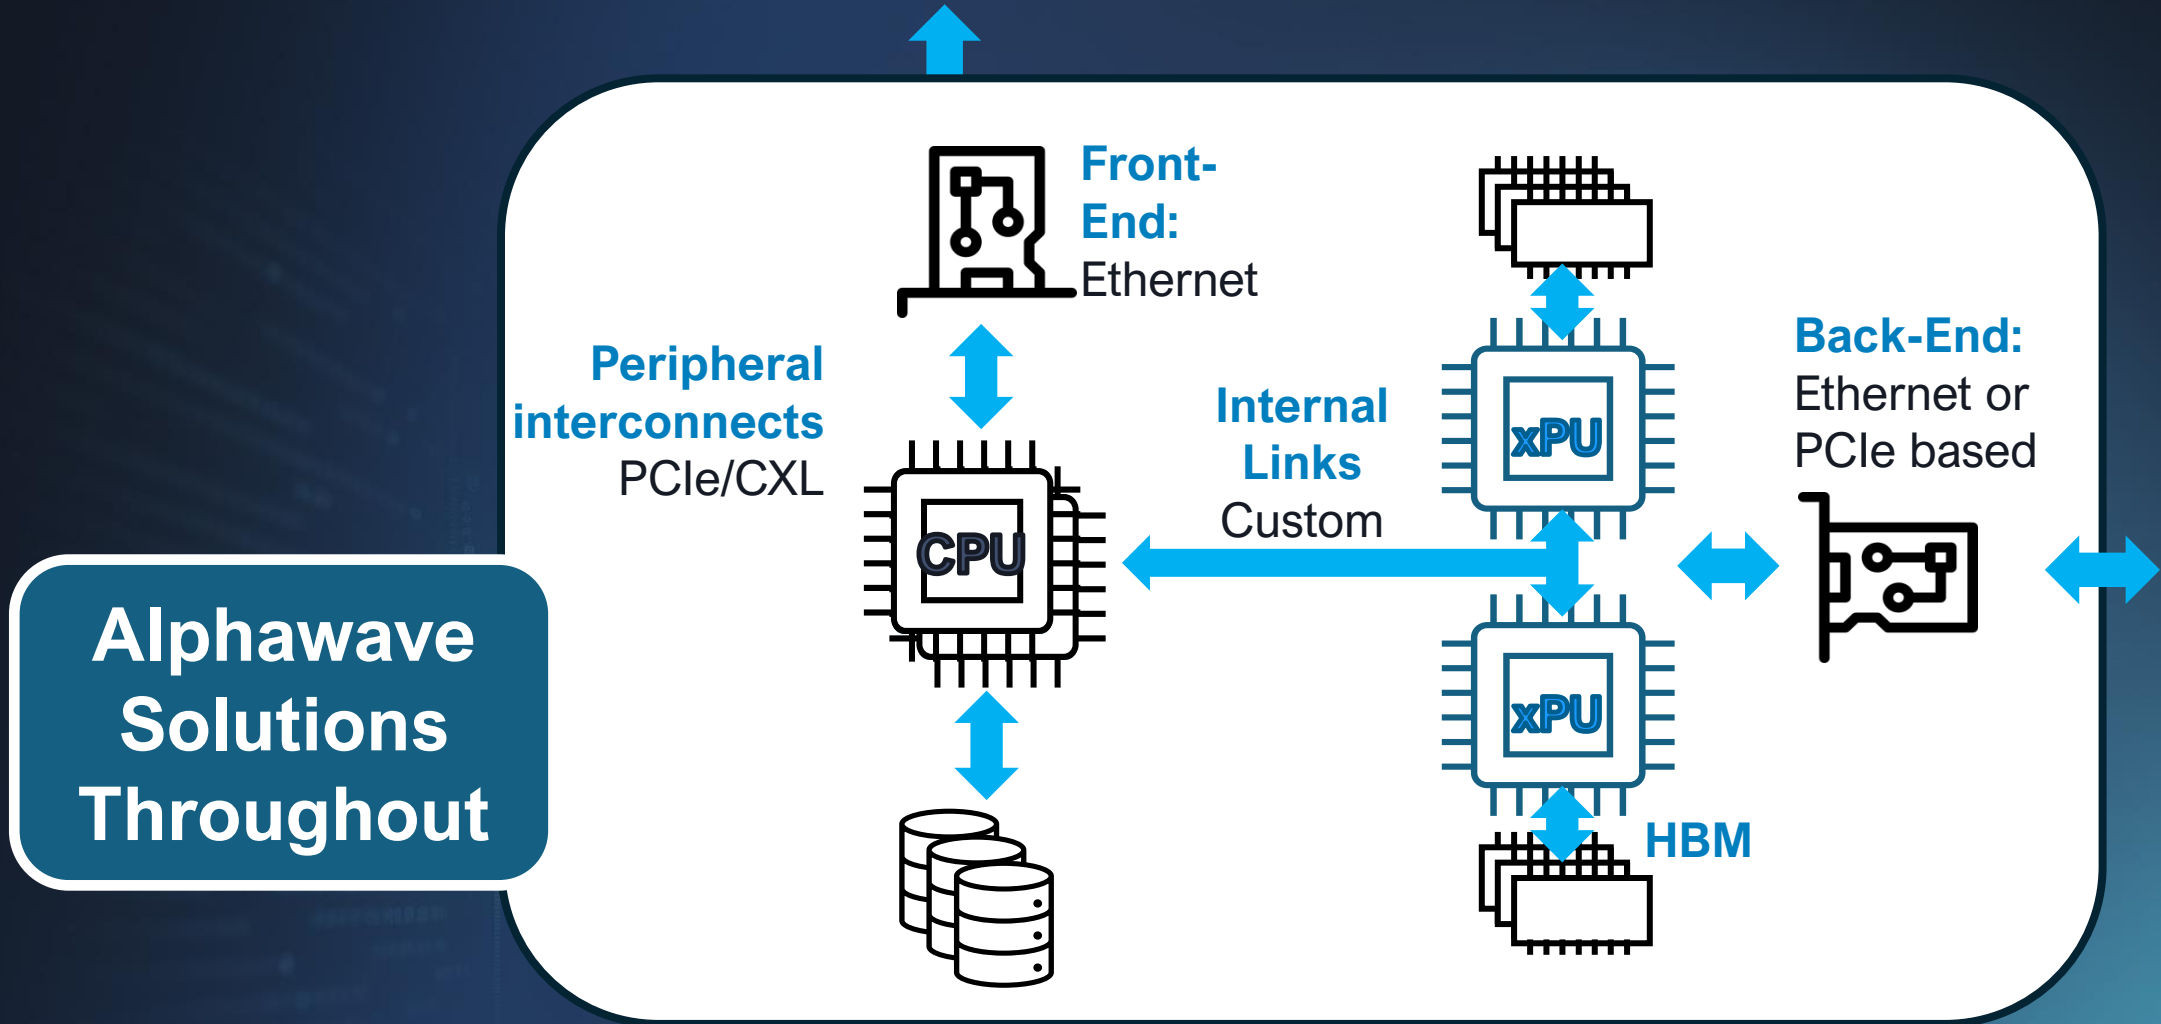 Front-
End:
Ethernet
Peripheral
interconnects
PCIe/CXL
Internal
Links
Custom
Back-End:
Ethernet or
PCIe based
CPU
xPU
xPU
HBM
Alphawave
Solutions
Throughout